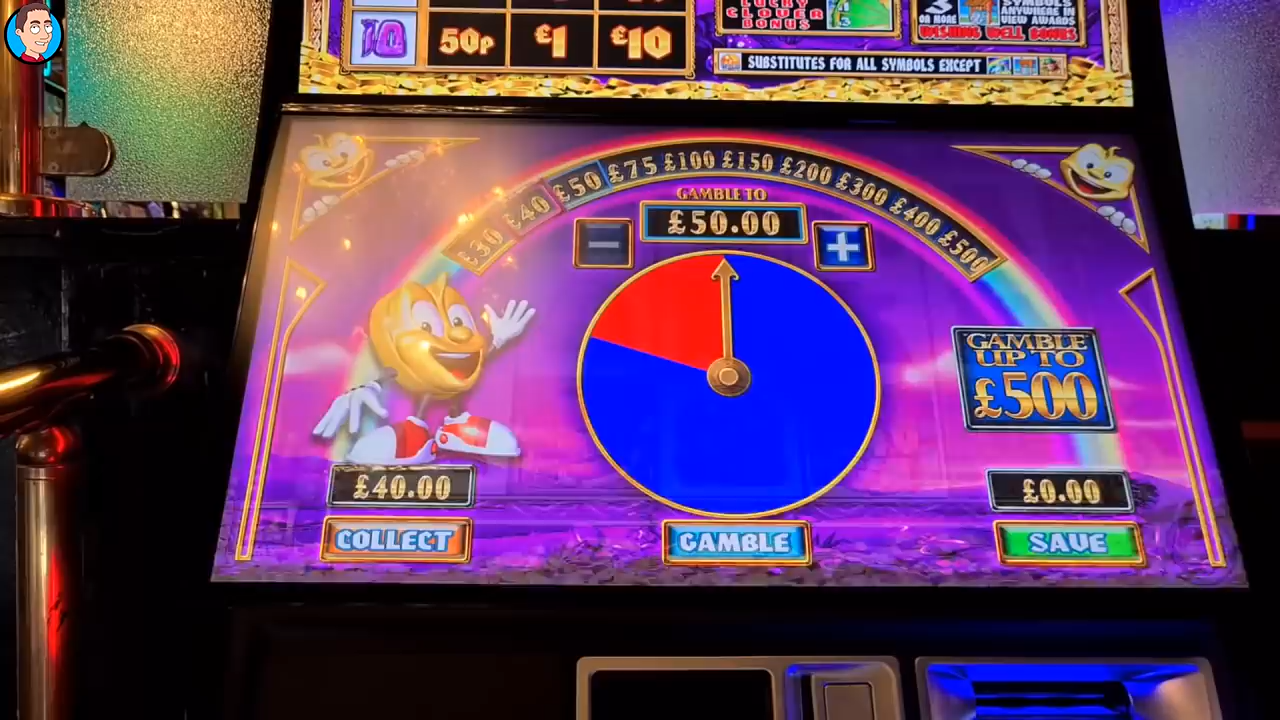 10
50p
£1
£10
LUCKY
CLOVER
BONUS
3
OR MORE
SYMBOLS
ANYWHERE IN
VIEW AWARDS
WISHING WELL BONUS
SUBSTITUTES FOR ALL SYMBOLS EXCEPT
£30 £40 £50 £75 £100 £150 £200 £300 £400 £500
GAMBLE TO
£50.00
GAMBLE
UP TO
£500
£40.00
£0.00
COLLECT
GAMBLE
SAVE